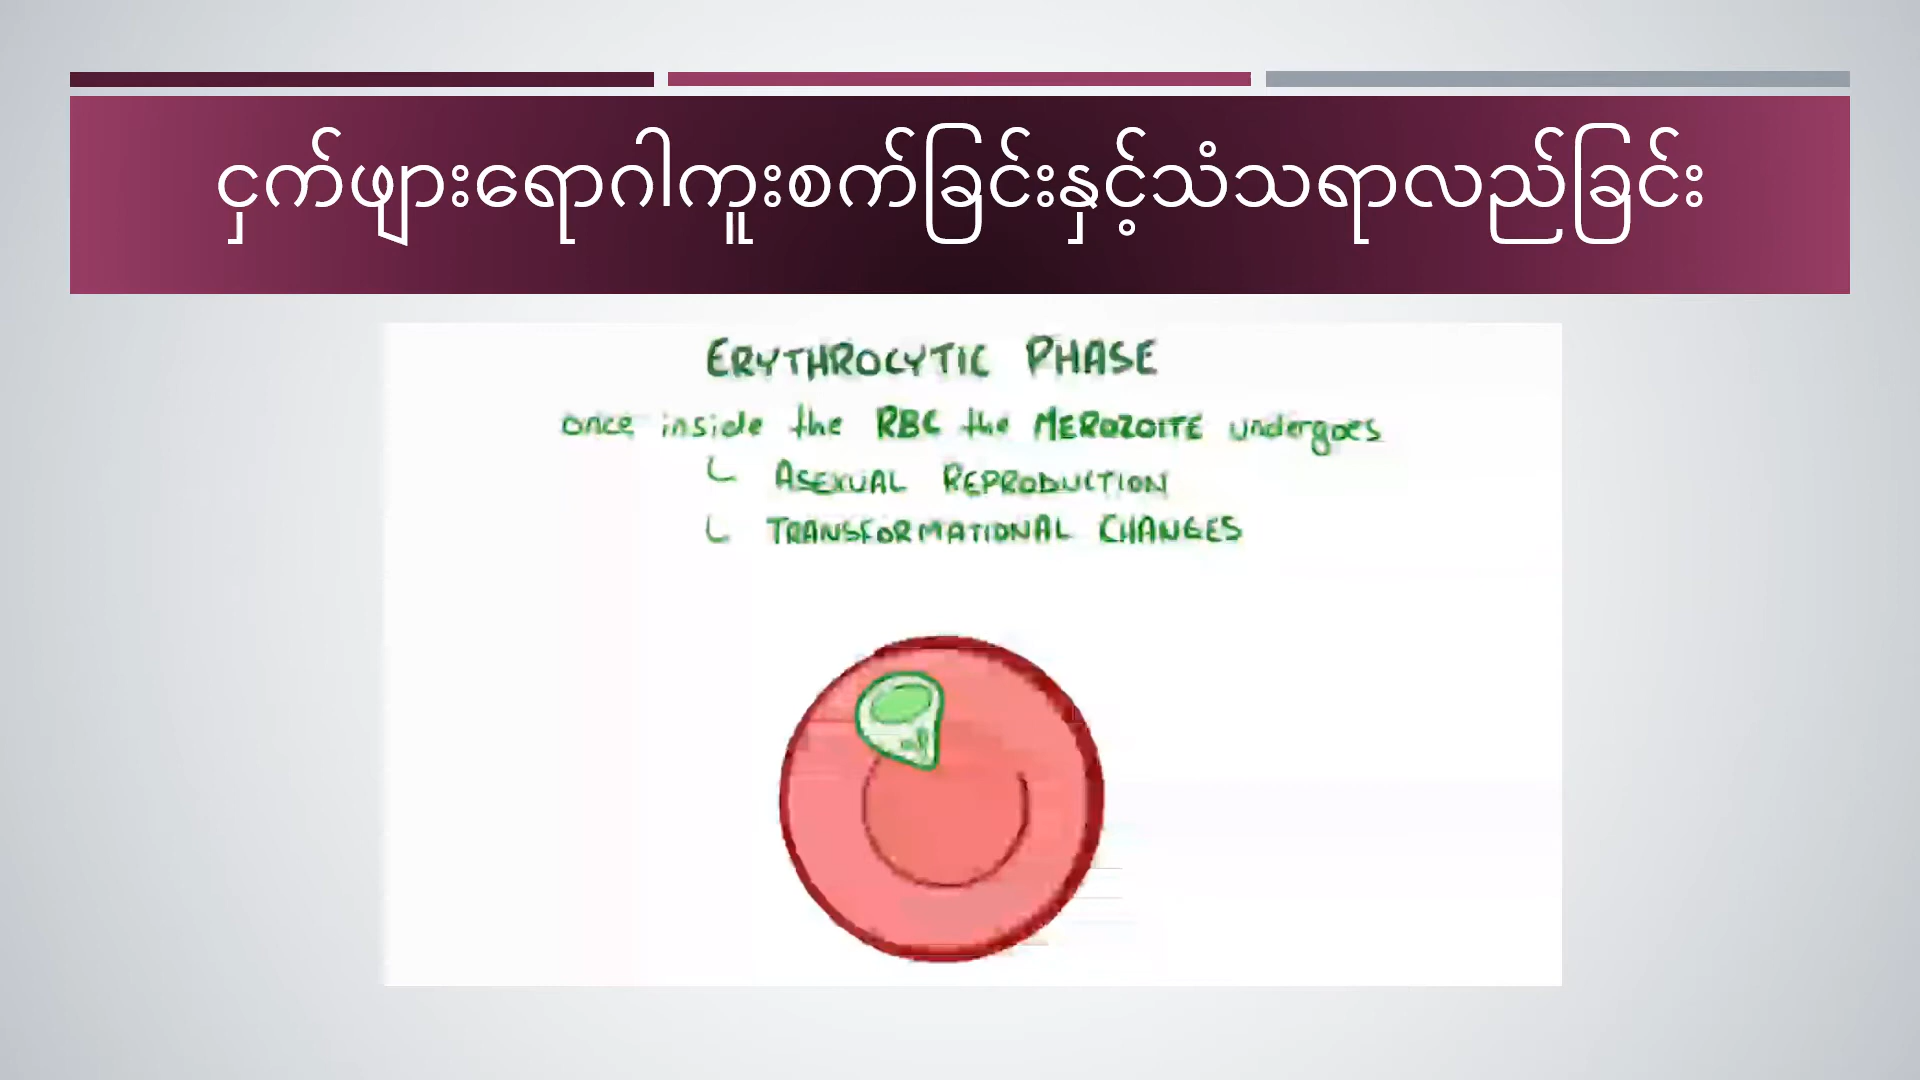 ငှက်ဖျားရောဂါကူးစက်ခြင်းနှင့်သံသရာလည်ခြင်း
ERYTHROCYTIC PHASE
once inside the RBC the MEROZOITE undergoes
ASEXUAL REPRODUCTION
TRANSFORMATIONAL CHANGES